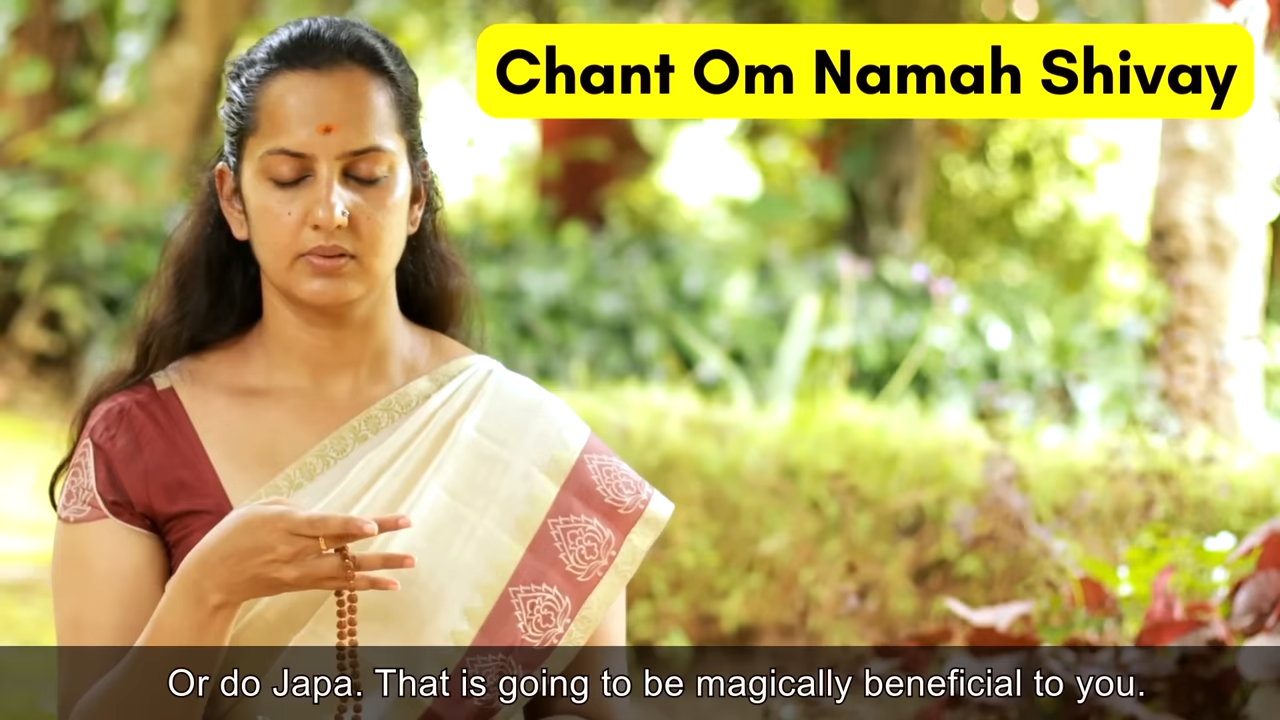 Chant Om Namah Shivay
Or do Japa. That is going to be magically beneficial to you.